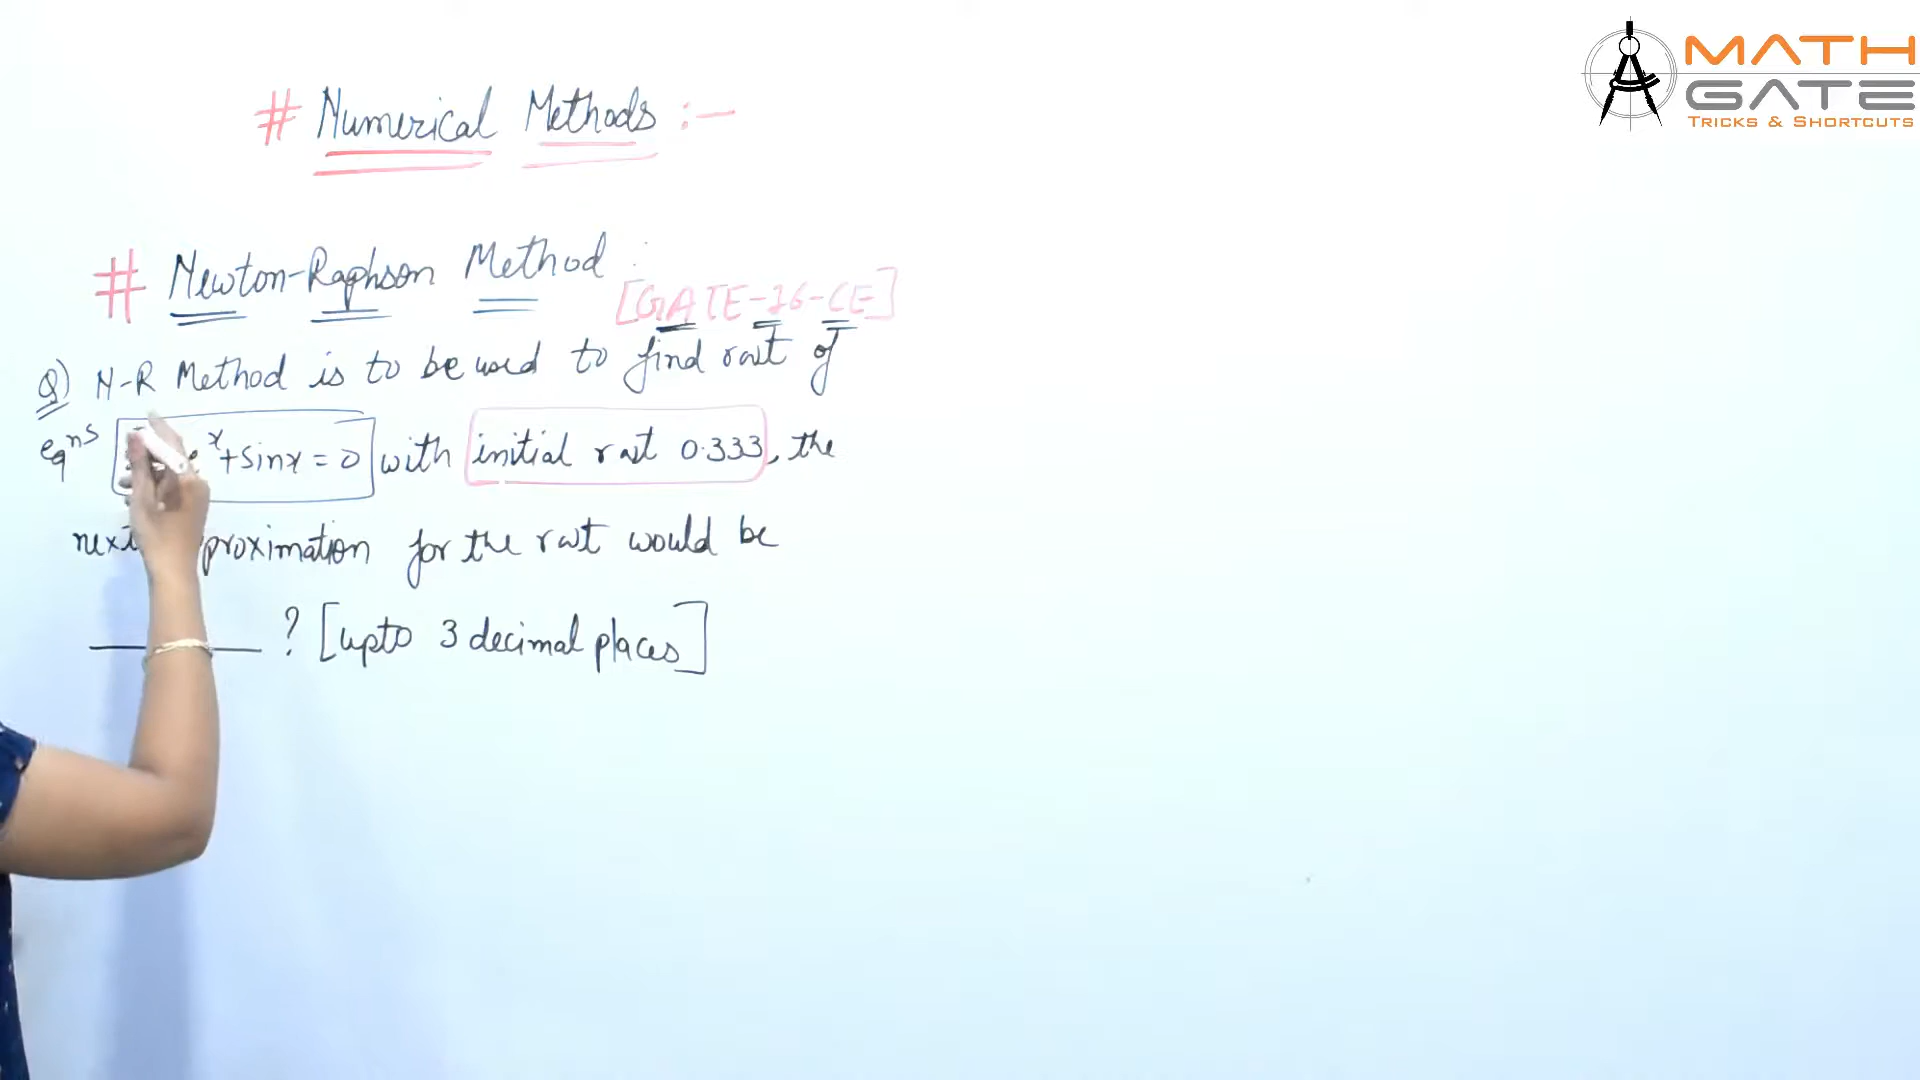 MATH
GATE
TRICKS & SHORTCUTS
# Numerical Methods :-
# Newton-Raphson Method :
[GATE-16-CE]
Q) N-R Method is to be used to find root of
eqns x + sinx = 0 with initial root 0.333, the
next proximation for the root would be
? [upto 3 decimal places]